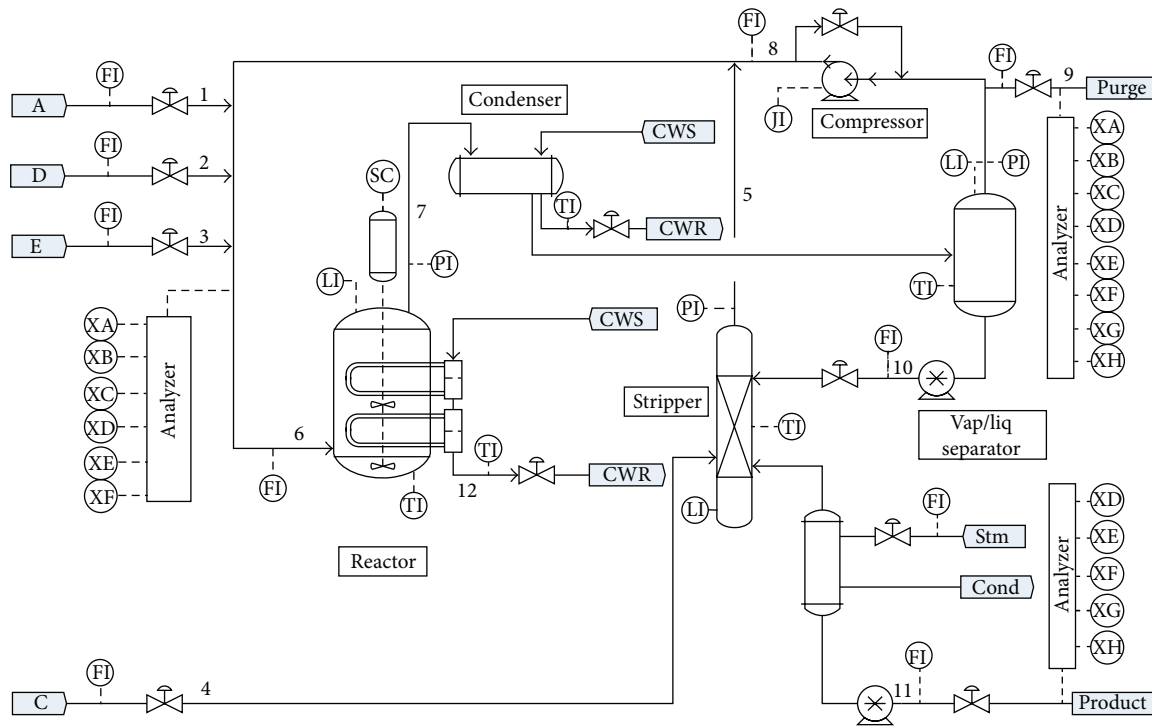 FI
8
FI
9
Purge
FI
A
1
Condenser
CWS
JI
Compressor
XA
FI
D
2
SC
LI
PI
XB
XC
7
TI
CWR
5
Analyzer
XD
FI
E
3
PI
XE
LI
TI
XF
PI
XG
XA
CWS
FI
XH
XB
10
XC
Stripper
Analyzer
XD
TI
Vap/liq
separator
6
XE
TI
CWR
FI
12
XF
TI
LI
FI
XD
Reactor
Stm
XE
Analyzer
XF
Cond
XG
XH
FI
C
4
FI
11
Product